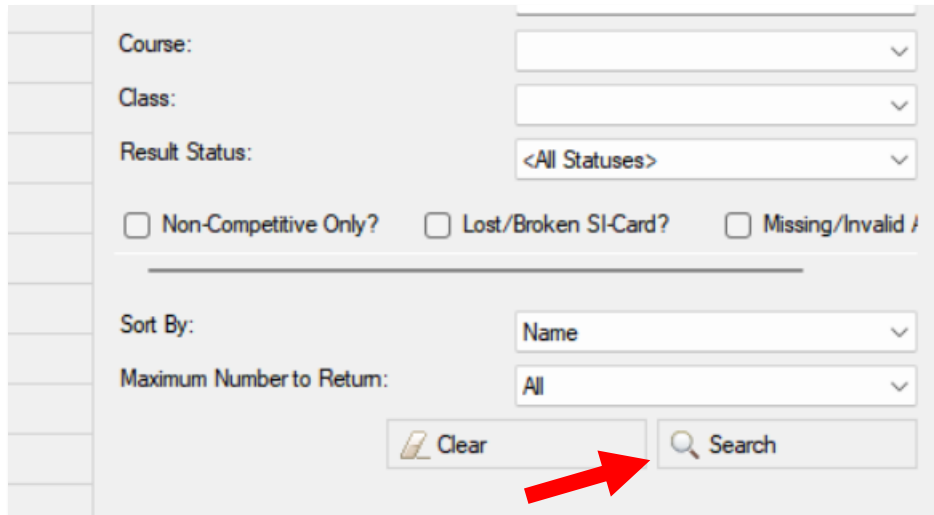 Course:
Class:
Result Status: <All Statuses>
Non-Competitive Only? Lost/Broken SI-Card? Missing/Invalid
Sort By: Name
Maximum Number to Return: All
Clear Search